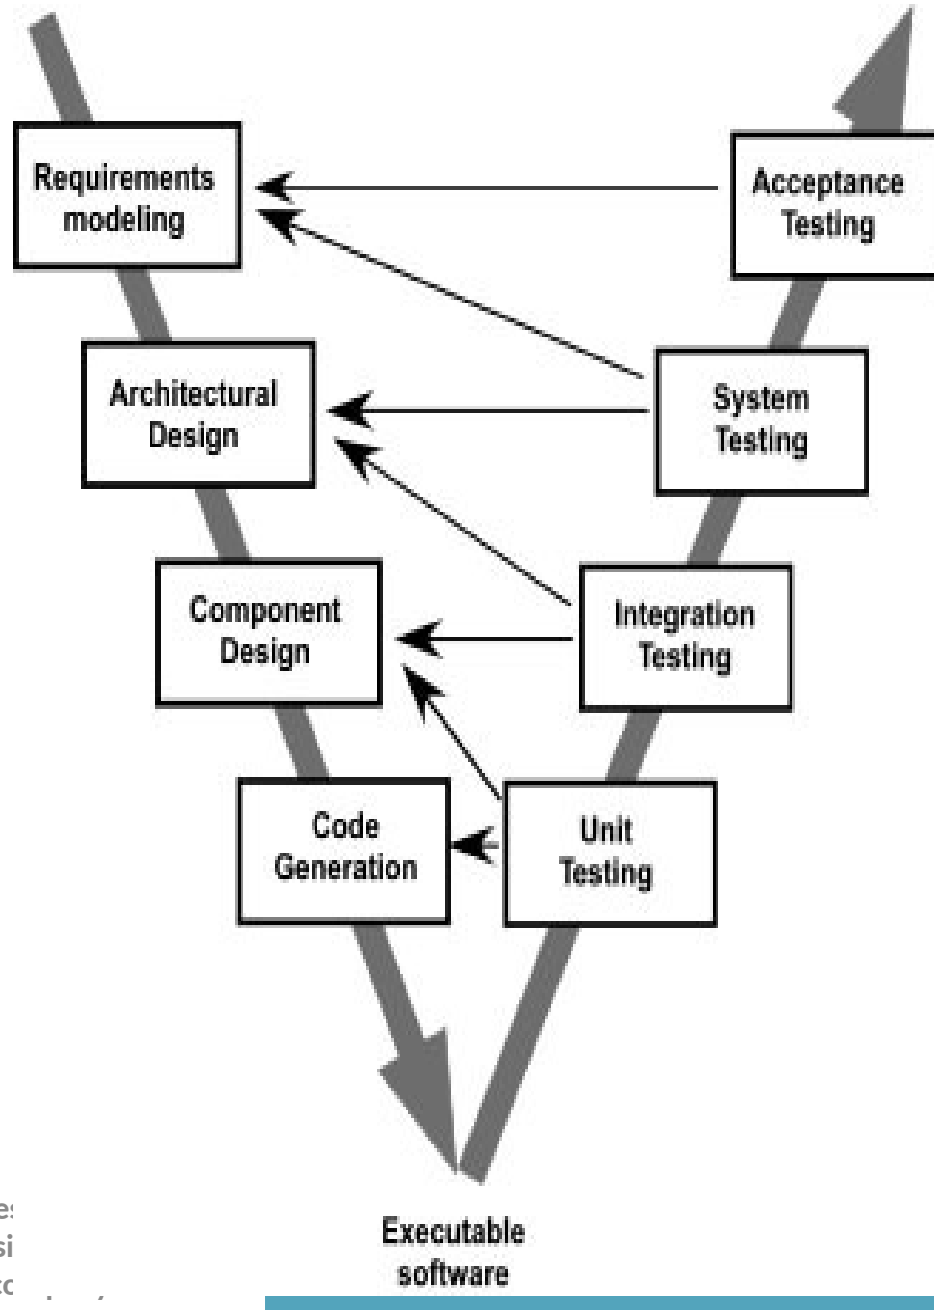 Requirements
modeling
Acceptance
Testing
Architectural
Design
System
Testing
Component
Design
Integration
Testing
Code
Generation
Unit
Testing
Executable
software